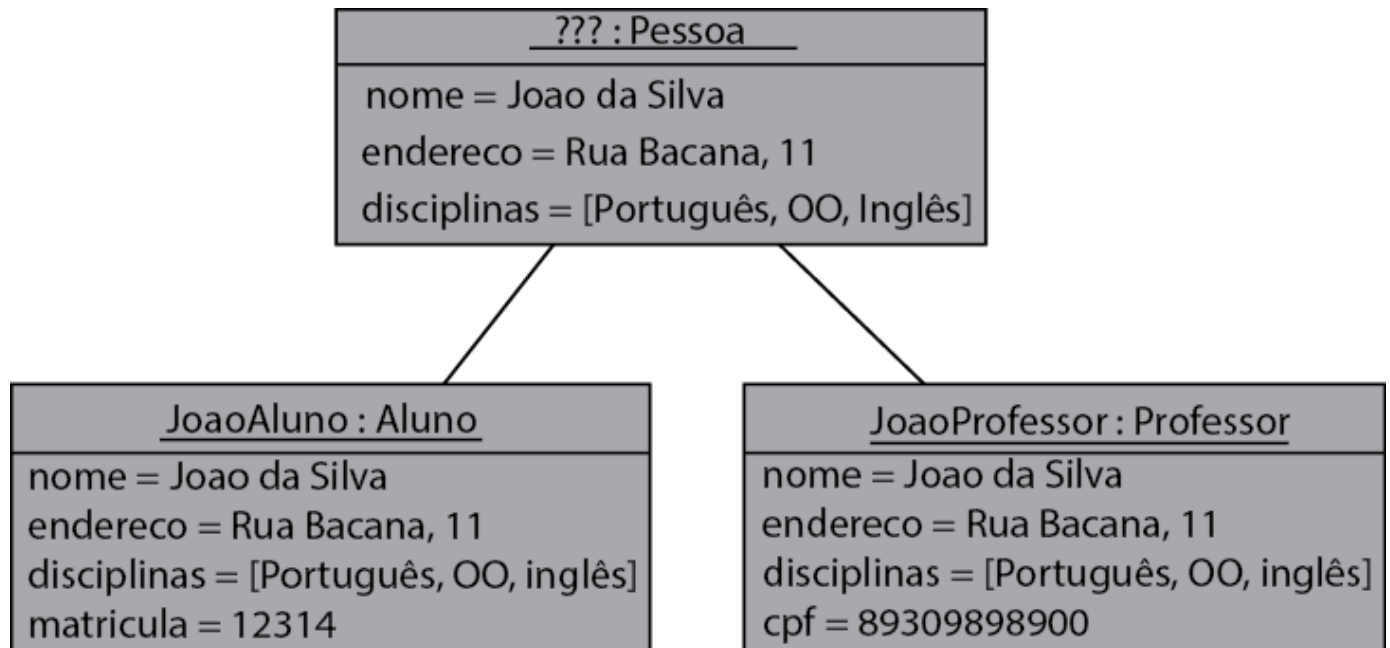 ??? : Pessoa
nome = Joao da Silva
endereco = Rua Bacana, 11
disciplinas = [Português, OO, Inglês]
JoaoAluno : Aluno
nome = Joao da Silva
endereco = Rua Bacana, 11
disciplinas = [Português, OO, inglês]
matricula = 12314
JoaoProfessor : Professor
nome = Joao da Silva
endereco = Rua Bacana, 11
disciplinas = [Português, OO, inglês]
cpf = 89309898900